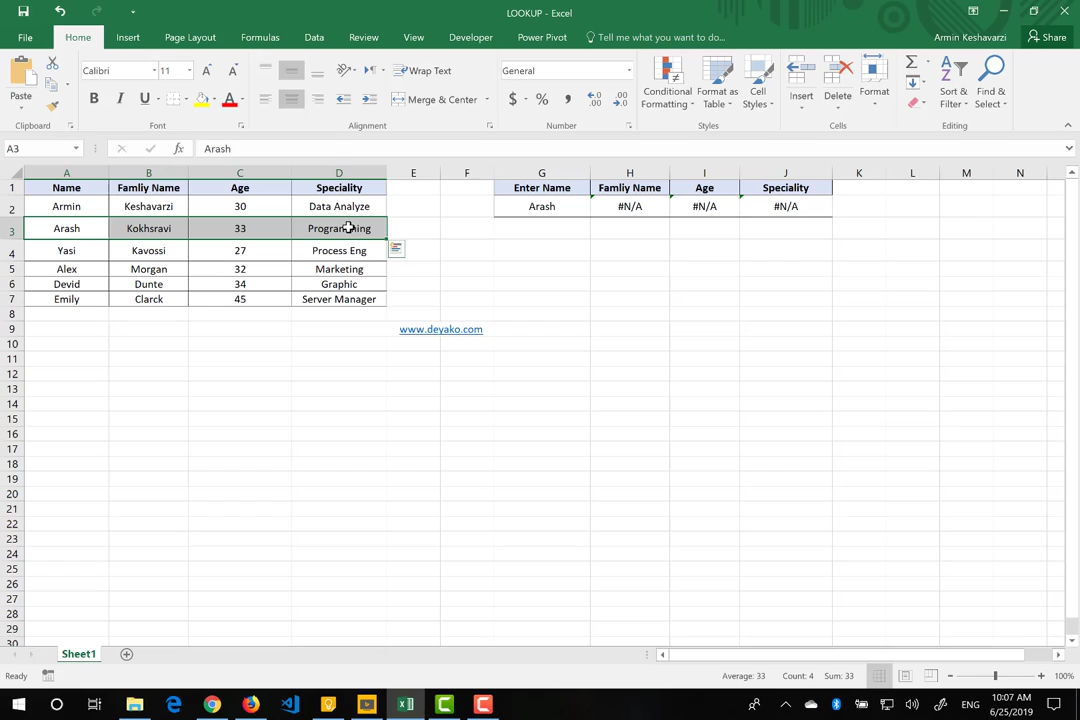 LOOKUP - Excel
File Home Insert Page Layout Formulas Data Review View Developer Power Pivot Tell me what you want to do... Armin Keshavarzi Share
Paste Calibri 11 B I U Wrap Text Merge & Center General $ % Conditional Formatting Format as Table Cell Styles Insert Delete Format Sort & Filter Find & Select
Clipboard Font Alignment Number Styles Cells Editing
A3 fx Arash
A B C D E F G H I J K L M N
1 Name Famliy Name Age Speciality Enter Name Famliy Name Age Speciality
2 Armin Keshavarzi 30 Data Analyze Arash #N/A #N/A #N/A
3 Arash Kokhsravi 33 Programming
4 Yasi Kavossi 27 Process Eng
5 Alex Morgan 32 Marketing
6 Devid Dunte 34 Graphic
7 Emily Clarck 45 Server Manager
8
9 www.deyako.com
10
11
12
13
14
15
16
17
18
19
20
21
22
23
24
25
26
27
28
29
30
Sheet1
Ready Average: 33 Count: 4 Sum: 33 100%
ENG 10:07 AM
6/25/2019